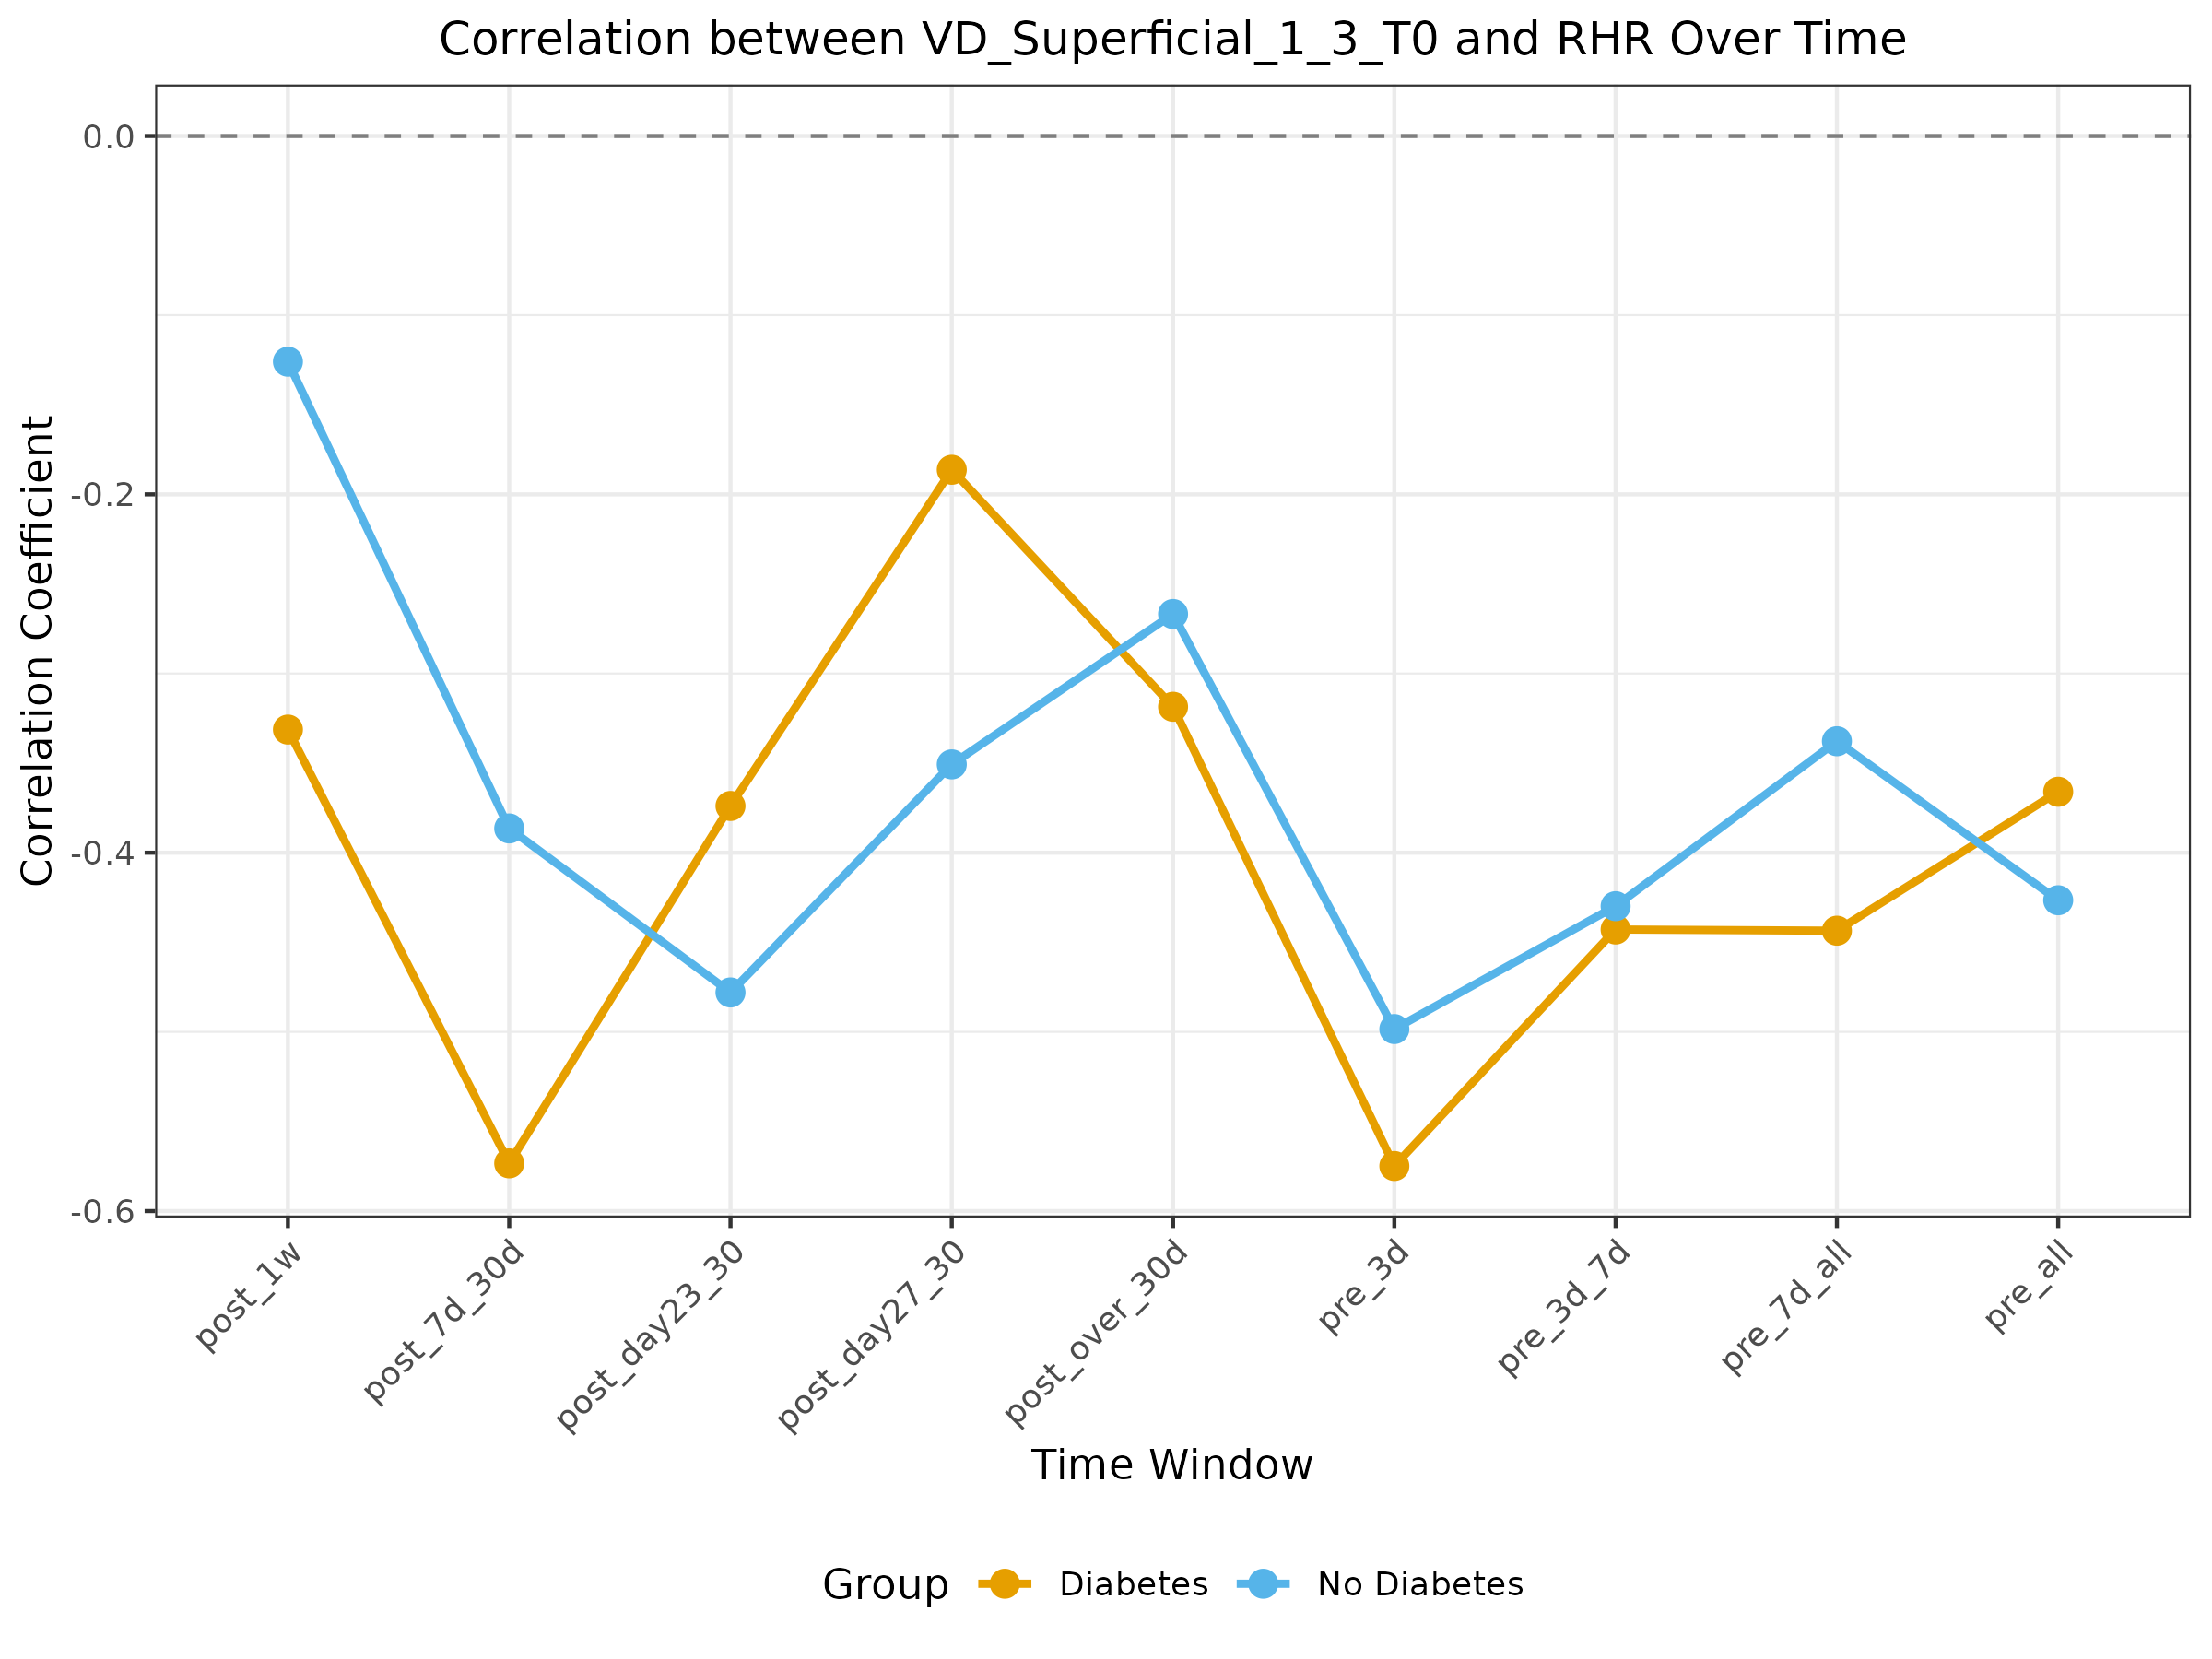 Correlation between VD_Superficial_1_3_T0 and RHR Over Time
Correlation Coefficient
0.0
-0.2
-0.4
-0.6
post_1w
post_7d_30d
post_day23_30
post_day27_30
post_over_30d
pre_3d
pre_3d_7d
pre_7d_all
pre_all
Time Window
Group Diabetes No Diabetes